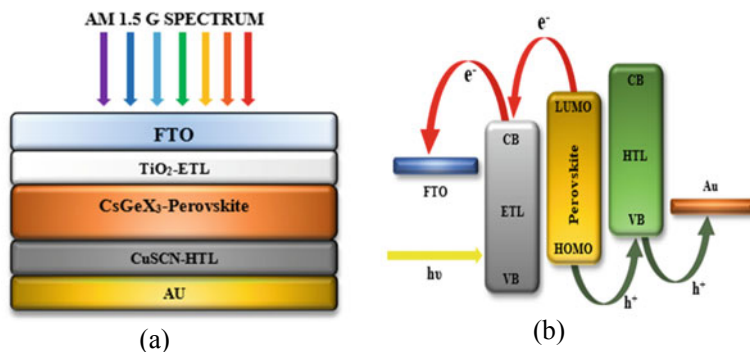 AM 1.5 G SPECTRUM
FTO
TiO₂-ETL
CsGeX₃-Perovskite
CuSCN-HTL
AU
(a)
e⁻
e⁻
CB
LUMO
CB
FTO
ETL
Perovskite
HTL
Au
VB
HOMO
VB
hυ
h⁺
h⁺
(b)